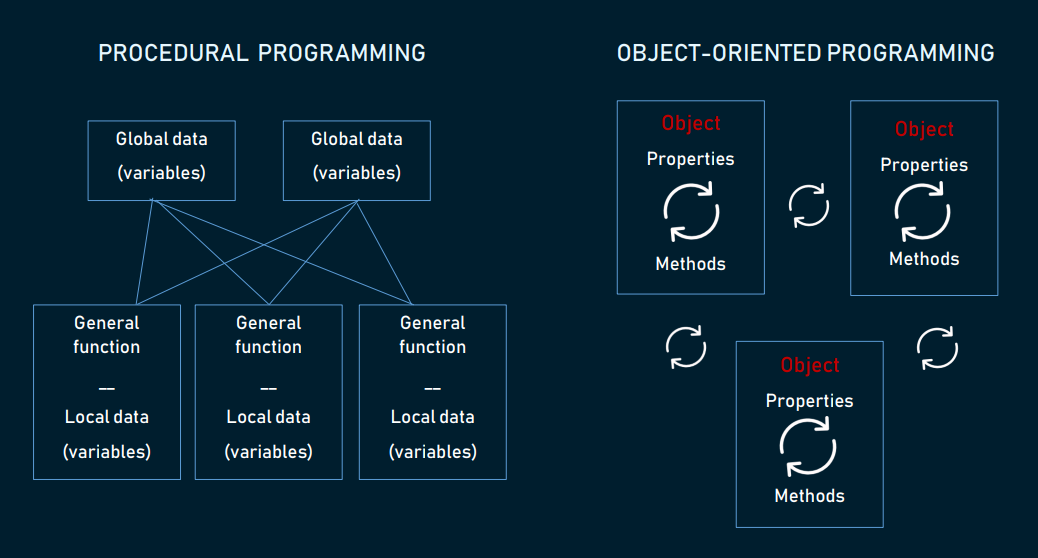 PROCEDURAL PROGRAMMING
Global data
(variables)
Global data
(variables)
General
function
—
Local data
(variables)
General
function
—
Local data
(variables)
General
function
—
Local data
(variables)
OBJECT-ORIENTED PROGRAMMING
Object
Properties
Methods
Object
Properties
Methods
Object
Properties
Methods